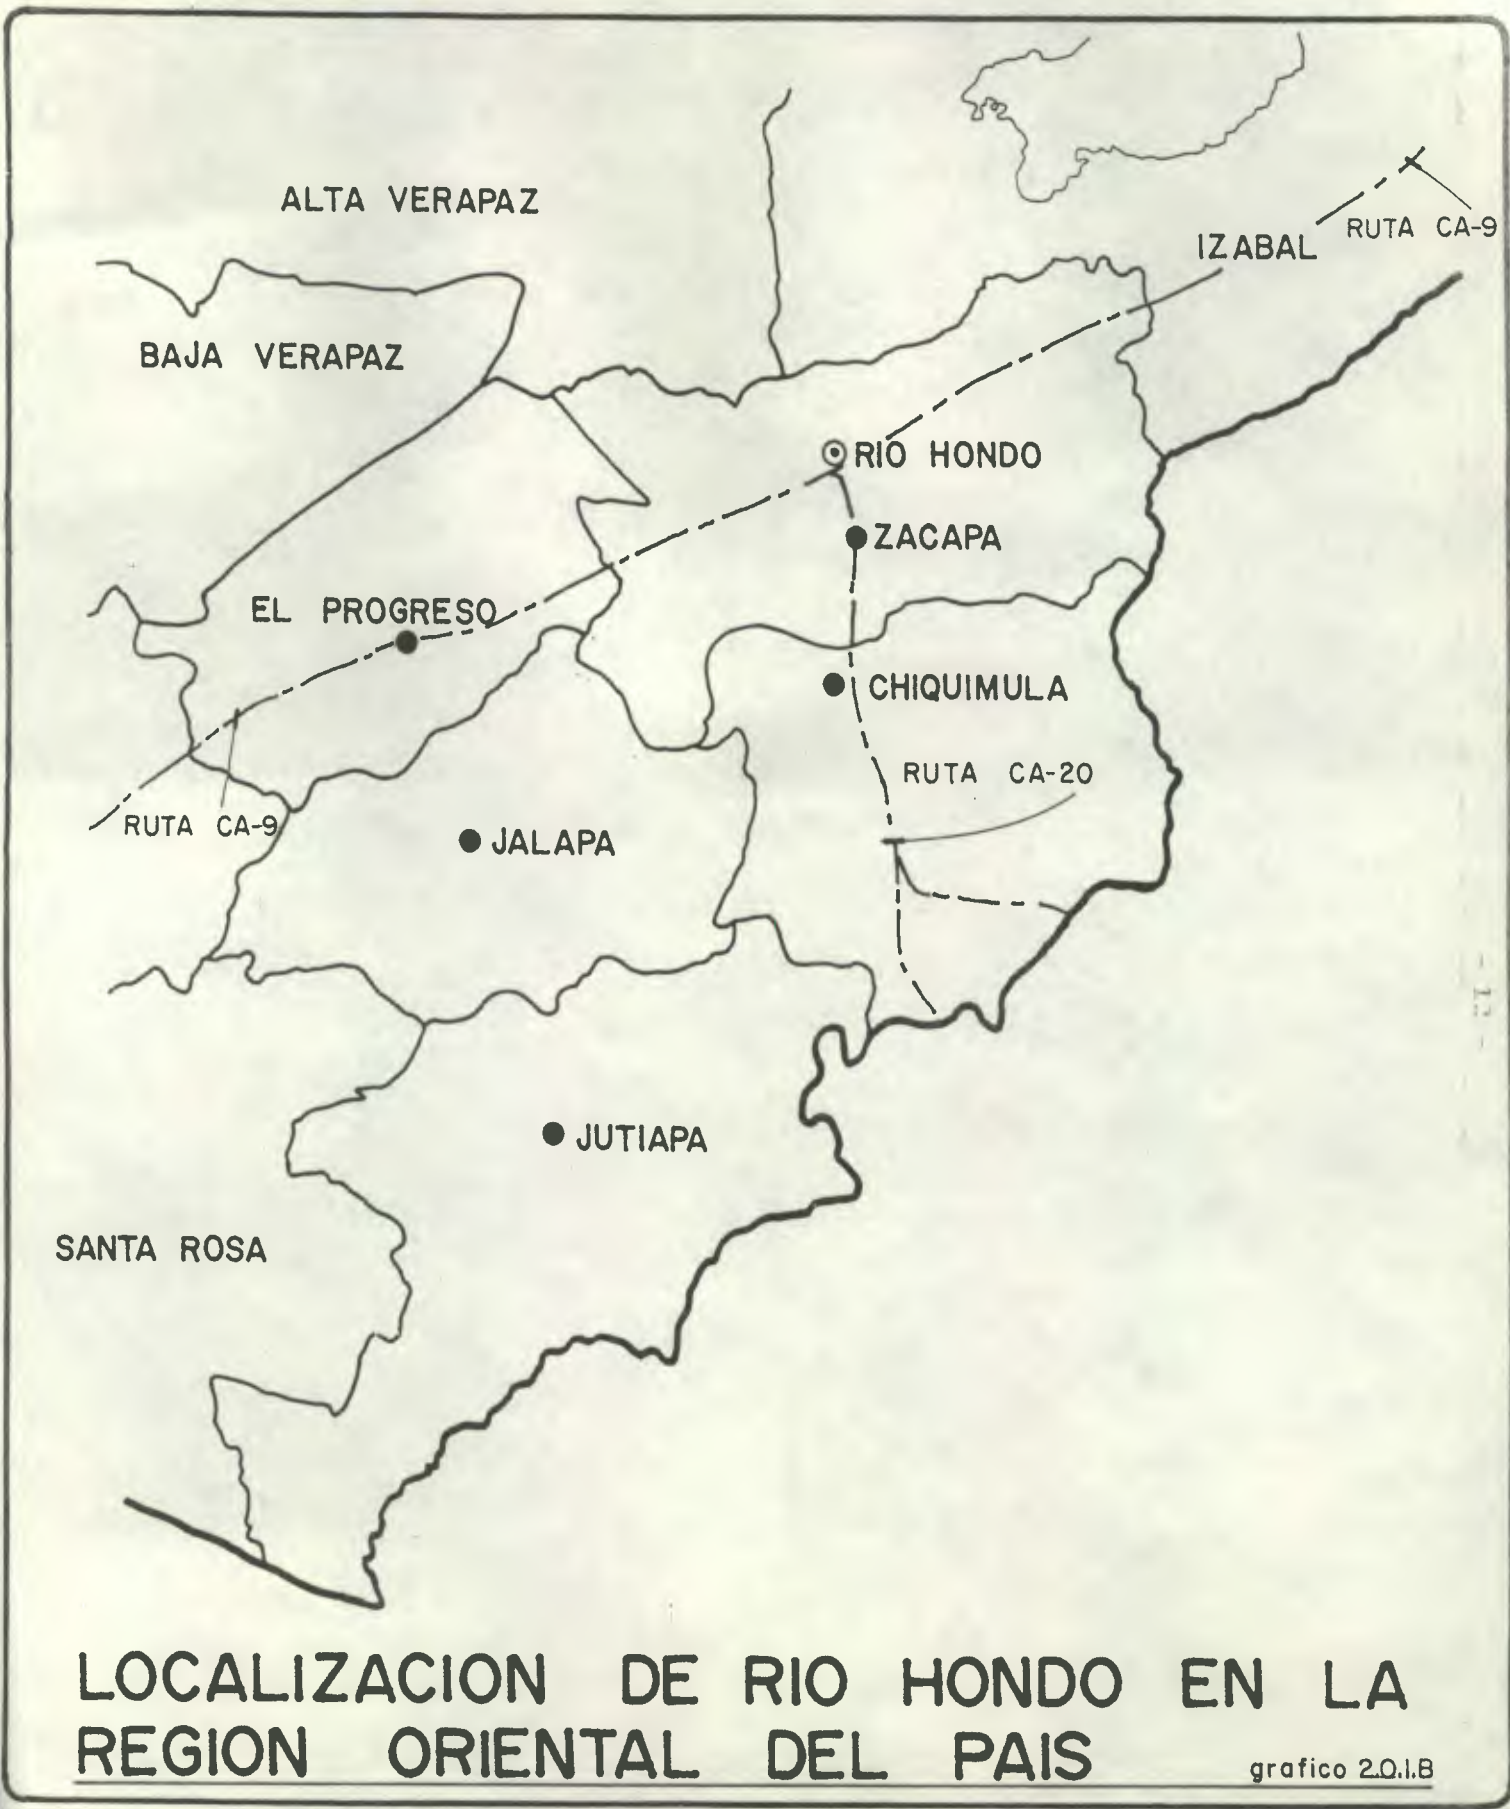 ALTA VERAPAZ
RUTA CA-9
IZABAL
BAJA VERAPAZ
RIO HONDO
ZACAPA
EL PROGRESO
CHIQUIMULA
RUTA CA-20
RUTA CA-9
JALAPA
JUTIAPA
SANTA ROSA
LOCALIZACION DE RIO HONDO EN LA
REGION ORIENTAL DEL PAIS
grafico 2.0.1.B